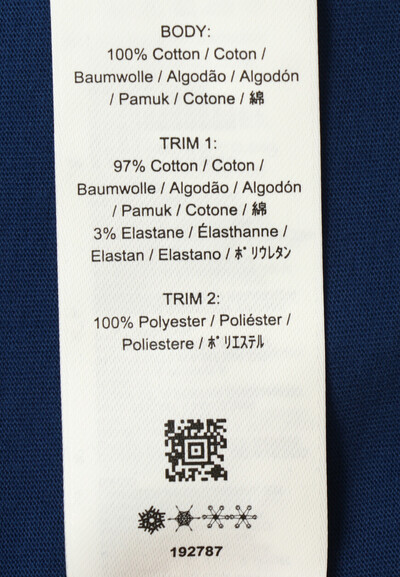 BODY:
100% Cotton / Coton /
Baumwolle / Algodão / Algodón
/ Pamuk / Cotone / 綿
TRIM 1:
97% Cotton / Coton /
Baumwolle / Algodão / Algodón
/ Pamuk / Cotone / 綿
3% Elastane / Élasthanne /
Elastan / Elastano / ポリウレタン
TRIM 2:
100% Polyester / Poliéster /
Poliestere / ポリエステル
192787